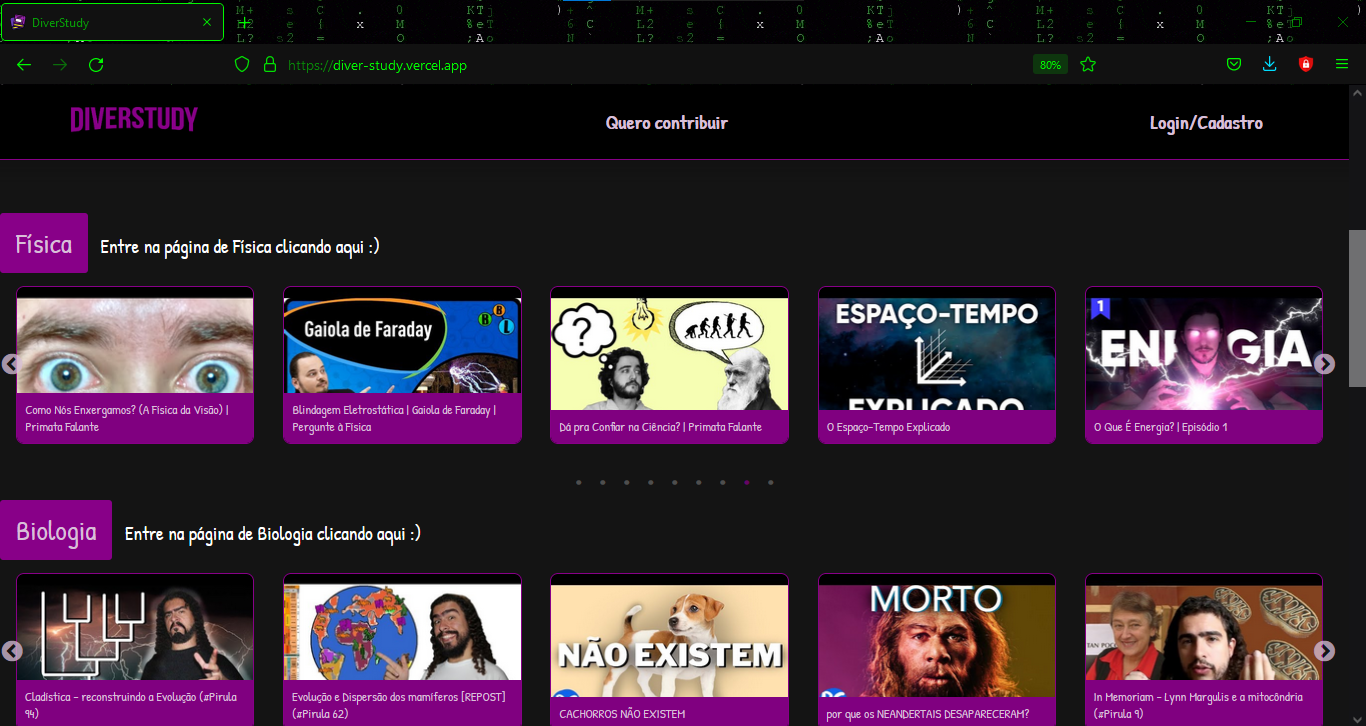 DiverStudy
https://diver-study.vercel.app
80%
DIVERSTUDY
Quero contribuir
Login/Cadastro
Física
Entre na página de Física clicando aqui :)
Gaiola de Faraday
B
B
L
?
ESPAÇO-TEMPO
EXPLICADO
1
ENERGIA
Como Nós Enxergamos? (A Física da Visão) |
Primata Falante
Blindagem Eletrostática | Gaiola de Faraday |
Pergunte à Física
Dá pra Confiar na Ciência? | Primata Falante
O Espaço-Tempo Explicado
O Que É Energia? | Episódio 1
Biologia
Entre na página de Biologia clicando aqui :)
NÃO EXISTEM
MORTO
Cladística - reconstruindo a Evolução (#Pirula
94)
Evolução e Dispersão dos mamíferos [REPOST]
(#Pirula 62)
CACHORROS NÃO EXISTEM
por que os NEANDERTAIS DESAPARECERAM?
In Memoriam - Lynn Margulis e a mitocôndria
(#Pirula 9)